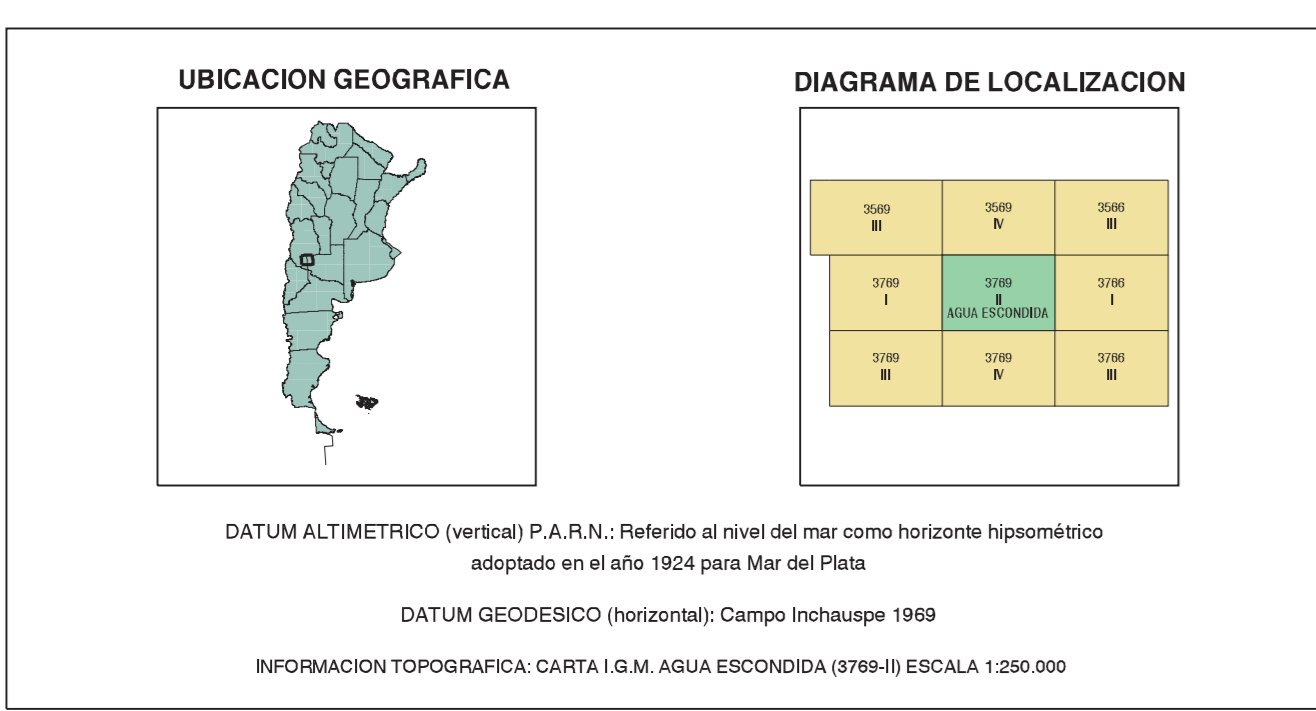 UBICACION GEOGRAFICA
DIAGRAMA DE LOCALIZACION
3569
III
3569
IV
3566
III
3769
I
3769
II
AGUA ESCONDIDA
3766
I
3769
III
3769
IV
3766
III
DATUM ALTIMETRICO (vertical) P.A.R.N.: Referido al nivel del mar como horizonte hipsométrico
adoptado en el año 1924 para Mar del Plata
DATUM GEODESICO (horizontal): Campo Inchauspe 1969
INFORMACION TOPOGRAFICA: CARTA I.G.M. AGUA ESCONDIDA (3769-II) ESCALA 1:250.000